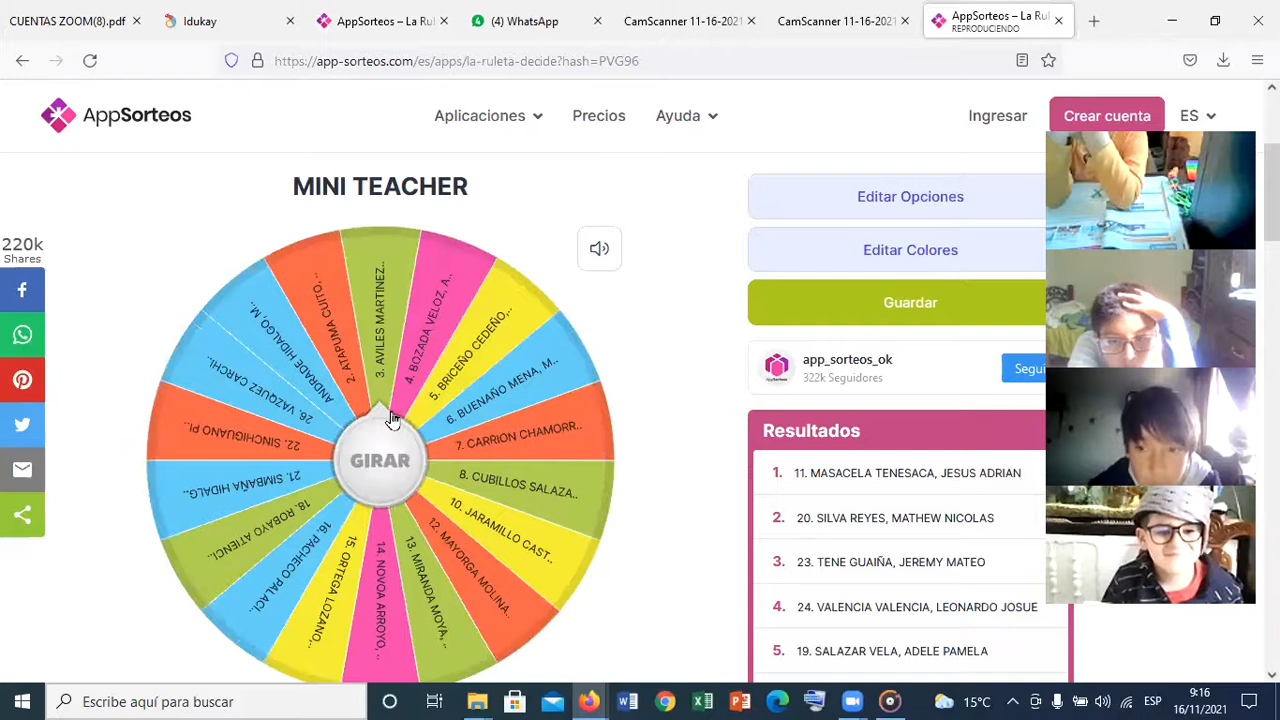 CUENTAS ZOOM(8).pdf
Idukay
AppSorteos – La Rul
(4) WhatsApp
CamScanner 11-16-2021
CamScanner 11-16-2021
AppSorteos – La Rul
REPRODUCIENDO
https://app-sorteos.com/es/apps/la-ruleta-decide?hash=PVG96
AppSorteos
Aplicaciones
Precios
Ayuda
Ingresar
Crear cuenta
ES
MINI TEACHER
220k
Shares
Editar Opciones
Editar Colores
Guardar
app_sorteos_ok
322k Seguidores
Segui
2. ATAPUMA CUITO,..
3. AVILES MARTINEZ..
4. BOZADA VELOZ, A..
5. BRICEÑO CEDEÑO,..
6. BUENAÑO MENA, M..
7. CARRION CHAMORR..
8. CUBILLOS SALAZA..
10. JARAMILLO CAST..
12. MAYORGA MOLINA..
13. MIRANDA MOYA, ..
14. NOVOA ARROYO, ..
15. ORTEGA LOZANO,..
16. PACHECO PALACI..
18. ROBAYO ATIENCI..
21. SIMBAÑA HIDALG..
22. SINCHIGUANO PI..
26. VAZQUEZ CARCHI..
ANDRADE HIDALGO, M..
GIRAR
Resultados
1. 11. MASACELA TENESACA, JESUS ADRIAN
2. 20. SILVA REYES, MATHEW NICOLAS
3. 23. TENE GUAIÑA, JEREMY MATEO
4. 24. VALENCIA VALENCIA, LEONARDO JOSUE
5. 19. SALAZAR VELA, ADELE PAMELA
Escribe aquí para buscar
15°C
ESP
9:16
16/11/2021